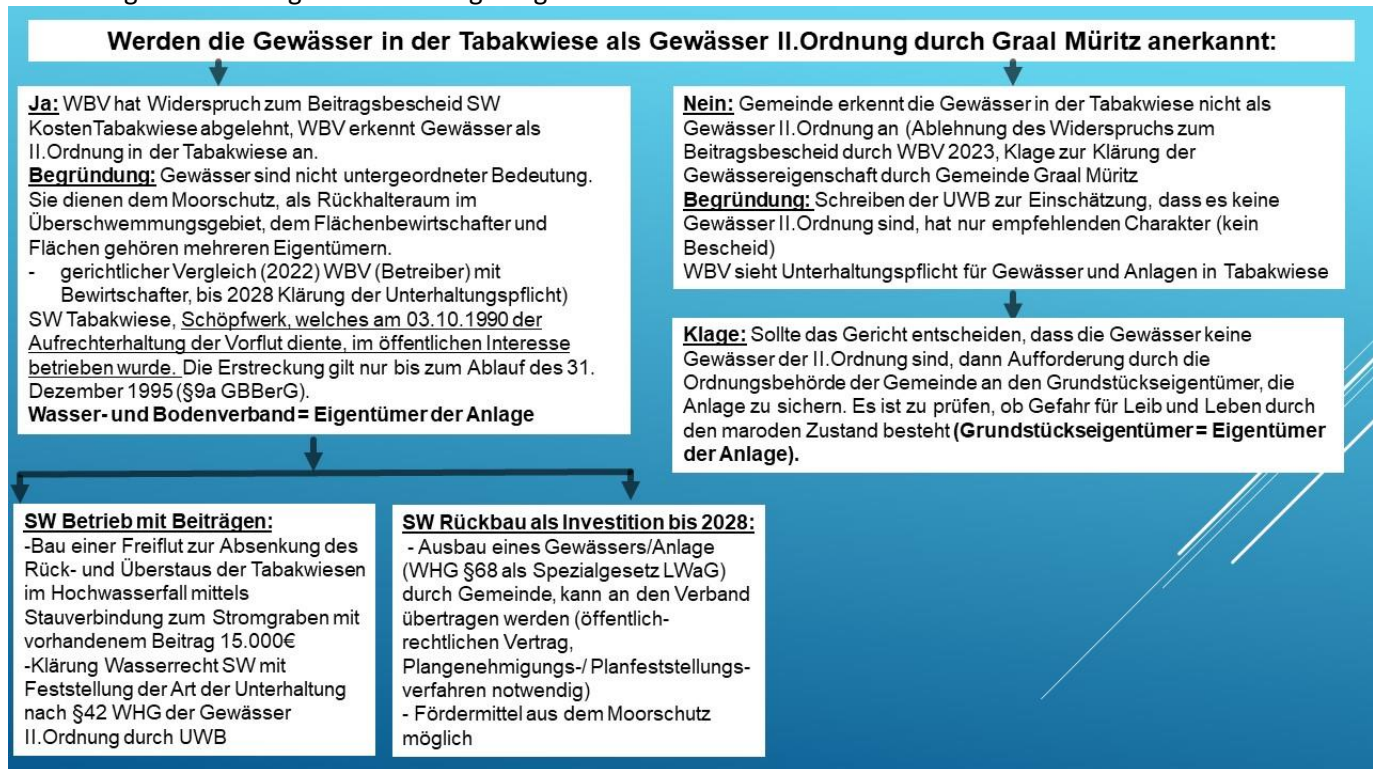 Werden die Gewässer in der Tabakwiese als Gewässer II.Ordnung durch Graal Müritz anerkannt:
Ja: WBV hat Widerspruch zum Beitragsbescheid SW
KostenTabakwiese abgelehnt, WBV erkennt Gewässer als
II.Ordnung in der Tabakwiese an.
Begründung: Gewässer sind nicht untergeordneter Bedeutung.
Sie dienen dem Moorschutz, als Rückhalteraum im
Überschwemmungsgebiet, dem Flächenbewirtschafter und
Flächen gehören mehreren Eigentümern.
- gerichtlicher Vergleich (2022) WBV (Betreiber) mit
Bewirtschafter, bis 2028 Klärung der Unterhaltungspflicht)
SW Tabakwiese, Schöpfwerk, welches am 03.10.1990 der
Aufrechterhaltung der Vorflut diente, im öffentlichen Interesse
betrieben wurde. Die Erstreckung gilt nur bis zum Ablauf des 31.
Dezember 1995 (§9a GBBerG).
Wasser- und Bodenverband = Eigentümer der Anlage
Nein: Gemeinde erkennt die Gewässer in der Tabakwiese nicht als
Gewässer II.Ordnung an (Ablehnung des Widerspruchs zum
Beitragsbescheid durch WBV 2023, Klage zur Klärung der
Gewässereigenschaft durch Gemeinde Graal Müritz
Begründung: Schreiben der UWB zur Einschätzung, dass es keine
Gewässer II.Ordnung sind, hat nur empfehlenden Charakter (kein
Bescheid)
WBV sieht Unterhaltungspflicht für Gewässer und Anlagen in Tabakwiese
Klage: Sollte das Gericht entscheiden, dass die Gewässer keine
Gewässer der II.Ordnung sind, dann Aufforderung durch die
Ordnungsbehörde der Gemeinde an den Grundstückseigentümer, die
Anlage zu sichern. Es ist zu prüfen, ob Gefahr für Leib und Leben durch
den maroden Zustand besteht (Grundstückseigentümer = Eigentümer
der Anlage).
SW Betrieb mit Beiträgen:
-Bau einer Freiflut zur Absenkung des
Rück- und Überstaus der Tabakwiesen
im Hochwasserfall mittels
Stauverbindung zum Stromgraben mit
vorhandenem Beitrag 15.000€
-Klärung Wasserrecht SW mit
Feststellung der Art der Unterhaltung
nach §42 WHG der Gewässer
II.Ordnung durch UWB
SW Rückbau als Investition bis 2028:
- Ausbau eines Gewässers/Anlage
(WHG §68 als Spezialgesetz LWaG)
durch Gemeinde, kann an den Verband
übertragen werden (öffentlich-
rechtlichen Vertrag,
Plangenehmigungs-/ Planfeststellungs-
verfahren notwendig)
- Fördermittel aus dem Moorschutz
möglich